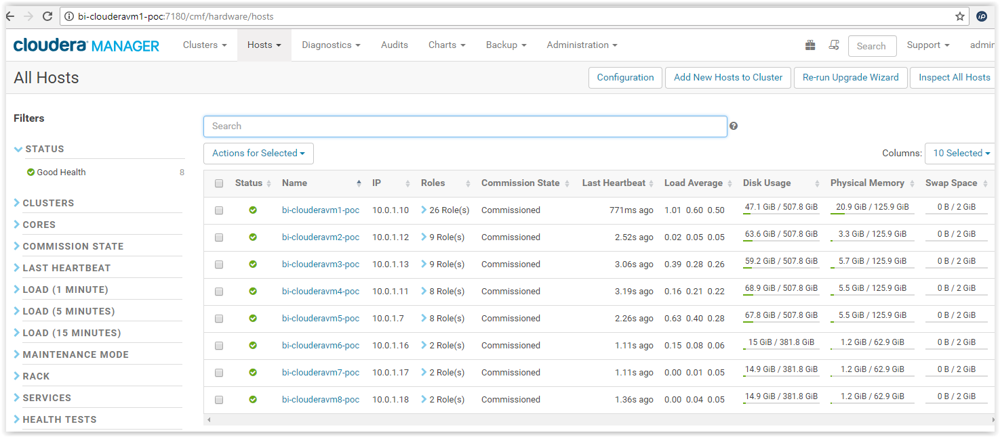 bi-clouderavm1-poc:7180/cmf/hardware/hosts
cloudera MANAGER Clusters Hosts Diagnostics Audits Charts Backup Administration Search Support admin
All Hosts Configuration Add New Hosts to Cluster Re-run Upgrade Wizard Inspect All Hosts
Filters
Search
STATUS
Good Health 8
CLUSTERS
CORES
COMMISSION STATE
LAST HEARTBEAT
LOAD (1 MINUTE)
LOAD (5 MINUTES)
LOAD (15 MINUTES)
MAINTENANCE MODE
RACK
SERVICES
HEALTH TESTS
Actions for Selected Columns: 10 Selected
Status Name IP Roles Commission State Last Heartbeat Load Average Disk Usage Physical Memory Swap Space
bi-clouderavm1-poc 10.0.1.10 26 Role(s) Commissioned 771ms ago 1.01 0.60 0.50 47.1 GiB / 507.8 GiB 20.9 GiB / 125.9 GiB 0 B / 2 GiB
bi-clouderavm2-poc 10.0.1.12 9 Role(s) Commissioned 2.52s ago 0.02 0.05 0.05 63.6 GiB / 507.8 GiB 3.3 GiB / 125.9 GiB 0 B / 2 GiB
bi-clouderavm3-poc 10.0.1.13 9 Role(s) Commissioned 3.06s ago 0.39 0.28 0.26 59.2 GiB / 507.8 GiB 5.7 GiB / 125.9 GiB 0 B / 2 GiB
bi-clouderavm4-poc 10.0.1.11 8 Role(s) Commissioned 3.19s ago 0.16 0.21 0.22 68.9 GiB / 507.8 GiB 5.5 GiB / 125.9 GiB 0 B / 2 GiB
bi-clouderavm5-poc 10.0.1.7 8 Role(s) Commissioned 2.26s ago 0.63 0.40 0.28 67.8 GiB / 507.8 GiB 5.5 GiB / 125.9 GiB 0 B / 2 GiB
bi-clouderavm6-poc 10.0.1.16 2 Role(s) Commissioned 1.11s ago 0.15 0.08 0.06 15 GiB / 381.8 GiB 1.2 GiB / 62.9 GiB 0 B / 2 GiB
bi-clouderavm7-poc 10.0.1.17 2 Role(s) Commissioned 1.11s ago 0.00 0.01 0.05 14.9 GiB / 381.8 GiB 1.2 GiB / 62.9 GiB 0 B / 2 GiB
bi-clouderavm8-poc 10.0.1.18 2 Role(s) Commissioned 1.36s ago 0.00 0.04 0.05 14.9 GiB / 381.8 GiB 1.2 GiB / 62.9 GiB 0 B / 2 GiB